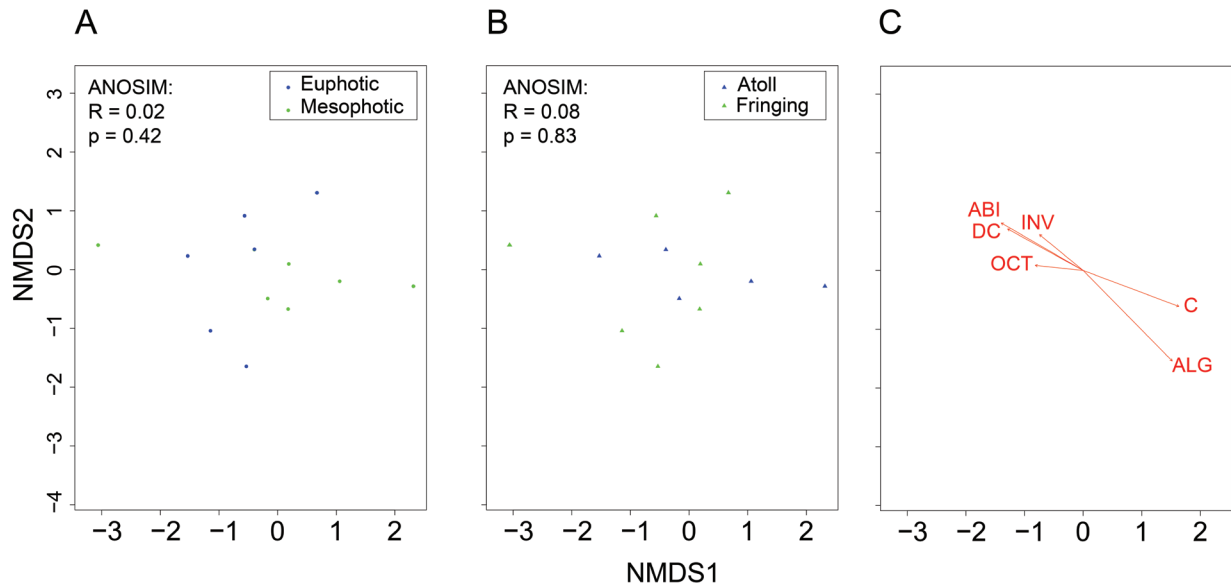 A
B
C
ANOSIM:
R = 0.02
p = 0.42
Euphotic
Mesophotic
ANOSIM:
R = 0.08
p = 0.83
Atoll
Fringing
3
2
1
0
−1
−2
−3
−4
NMDS2
ABI
INV
DC
OCT
C
ALG
−3 −2 −1 0 1 2
−3 −2 −1 0 1 2
−3 −2 −1 0 1 2
NMDS1